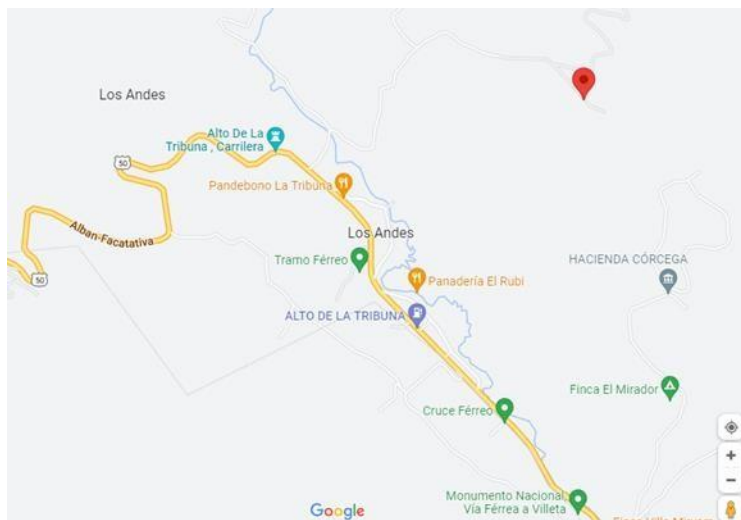 Los Andes
Alto De La
Tribuna , Carrilera
50
Pandebono La Tribuna
Alban-Facatativa
Los Andes
Tramo Férreo
HACIENDA CÓRCEGA
50
Panadería El Rubi
ALTO DE LA TRIBUNA
Finca El Mirador
Cruce Férreo
Monumento Nacional
Vía Férrea a Villeta
Google